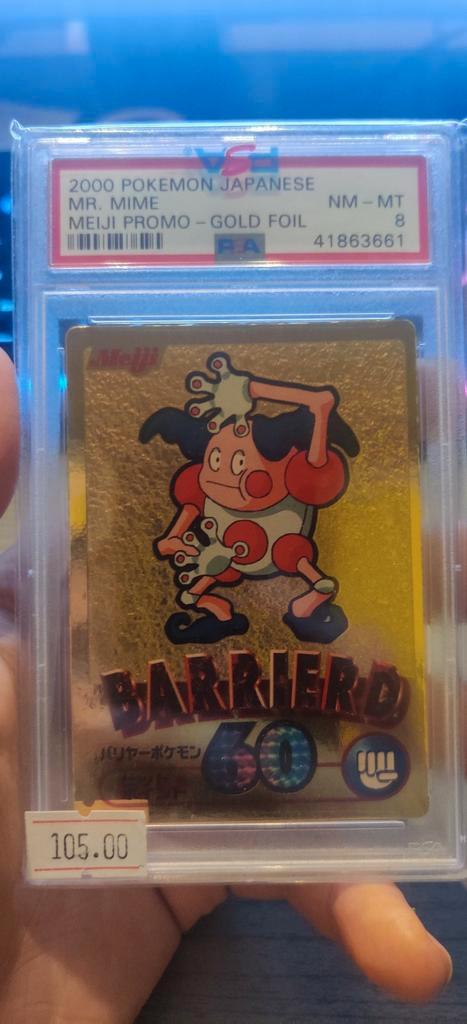 PSA
2000 POKEMON JAPANESE
MR. MIME NM - MT
MEIJI PROMO - GOLD FOIL 8
PSA 41863661
Meiji
BARRIERD
バリヤーポケモン 60
105.00